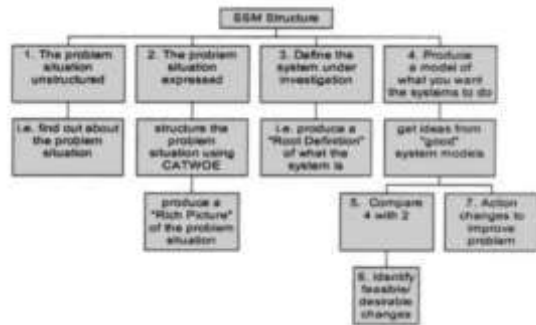 SSM Structure
1. The problem
situation
unstructured
2. The problem
situation
expressed
3. Define the
system under
investigation
4. Produce
a model of
what you want
the systems to do
i.e. find out about
the problem
situation
structure the
problem
situation using
CATWOE
i.e. produce a
"Root Definition"
of what the
system is
get ideas from
"good"
system models
produce a
"Rich Picture"
of the problem
situation
5. Compare
4 with 2
7. Action
changes to
improve
problem
6. Identify
feasible/
desirable
changes